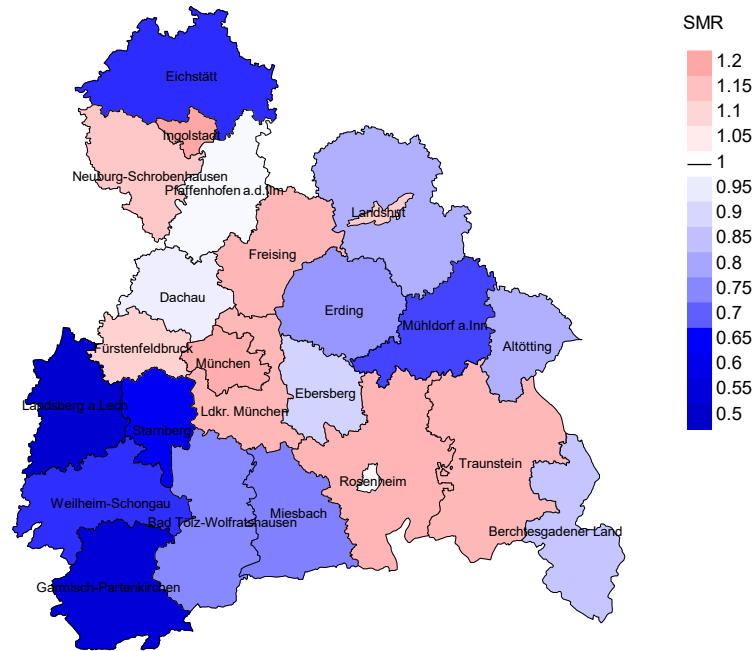 SMR
1.2
1.15
1.1
1.05
1
0.95
0.9
0.85
0.8
0.75
0.7
0.65
0.6
0.55
0.5
Eichstätt
Ingolstadt
Neuburg-Schrobenhausen
Pfaffenhofen a.d.Ilm
Landshut
Freising
Dachau
Erding
Mühldorf a.Inn
Altötting
Fürstenfeldbruck
München
Ebersberg
Landsberg a.Lech
Ldkr. München
Starnberg
Traunstein
Rosenheim
Weilheim-Schongau
Miesbach
Bad Tölz-Wolfratshausen
Berchtesgadener Land
Garmisch-Partenkirchen